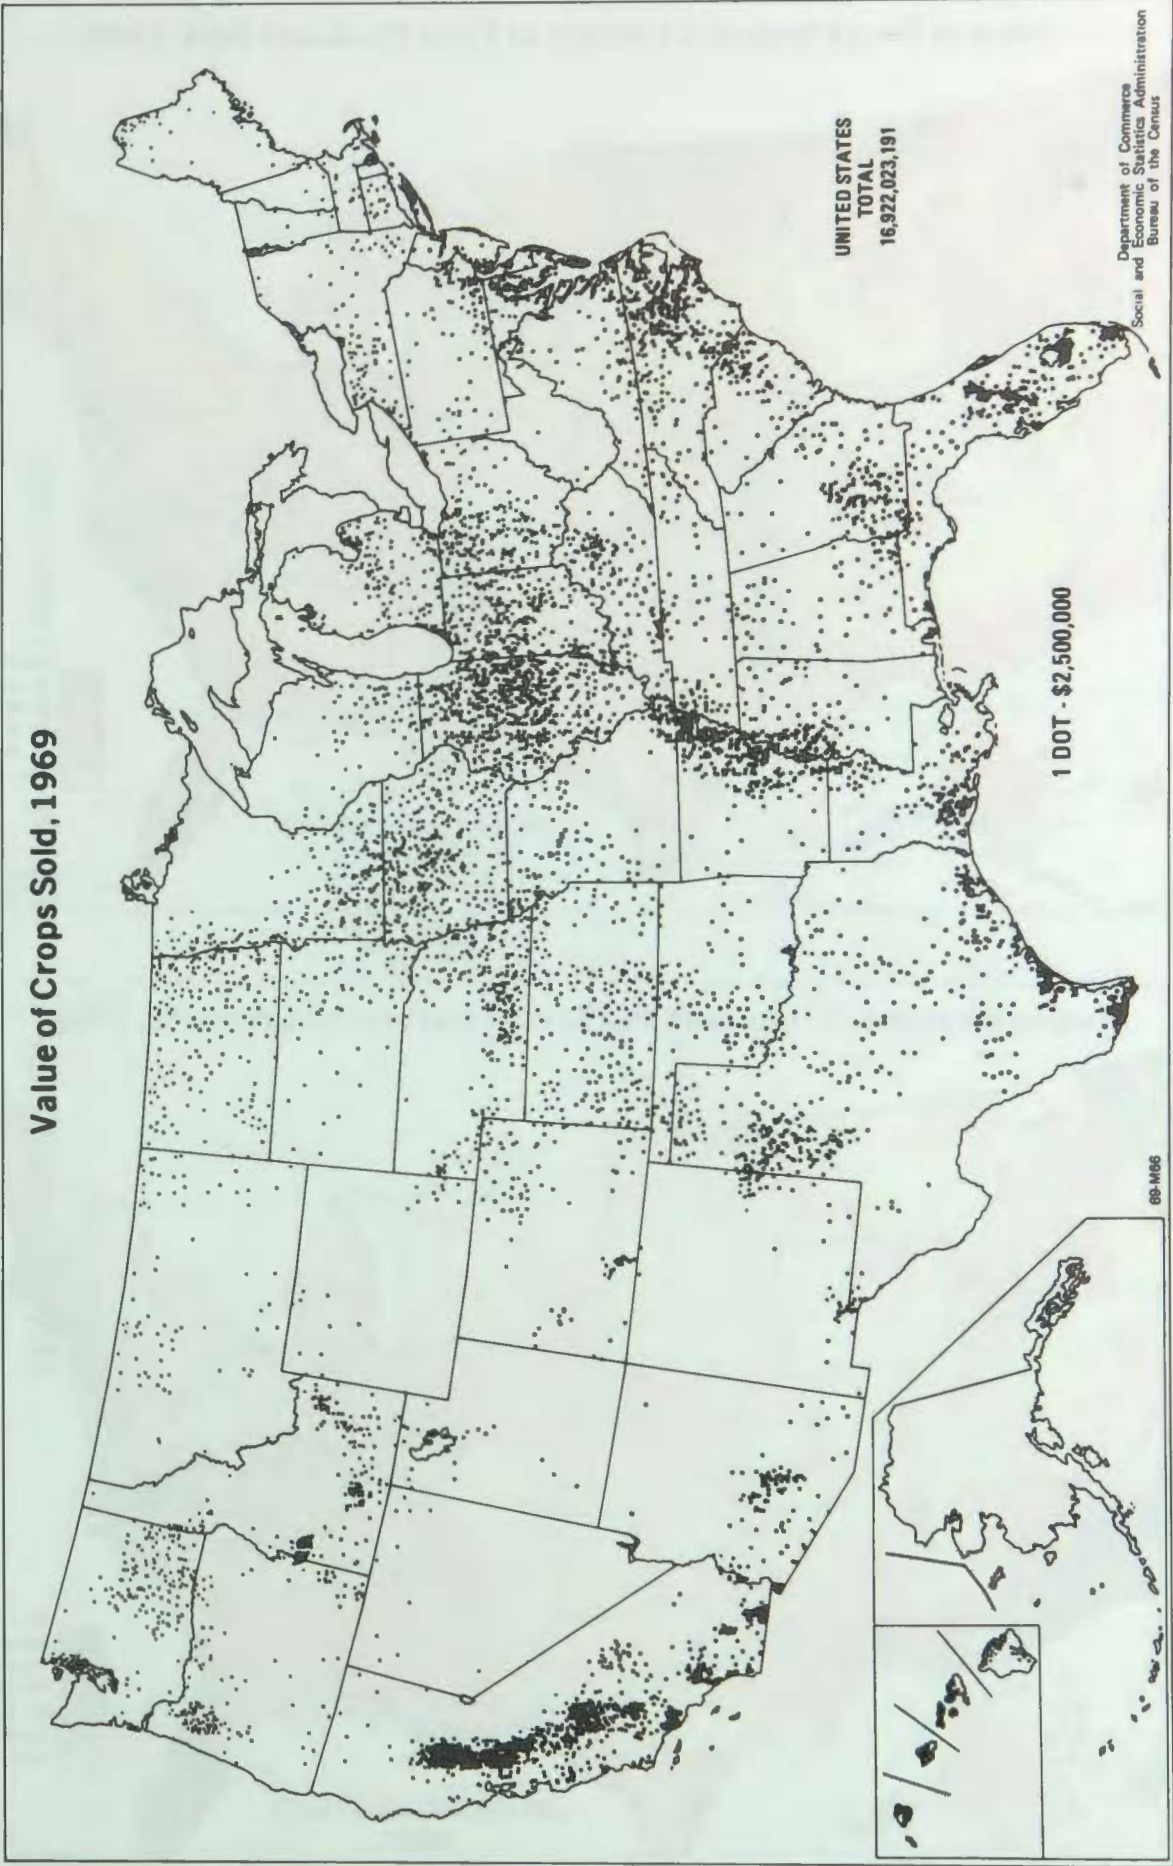 Value of Crops Sold, 1969
UNITED STATES
TOTAL
16,922,023,191
1 DOT - $2,500,000
69-M66
Department of Commerce
Social and Economic Statistics Administration
Bureau of the Census